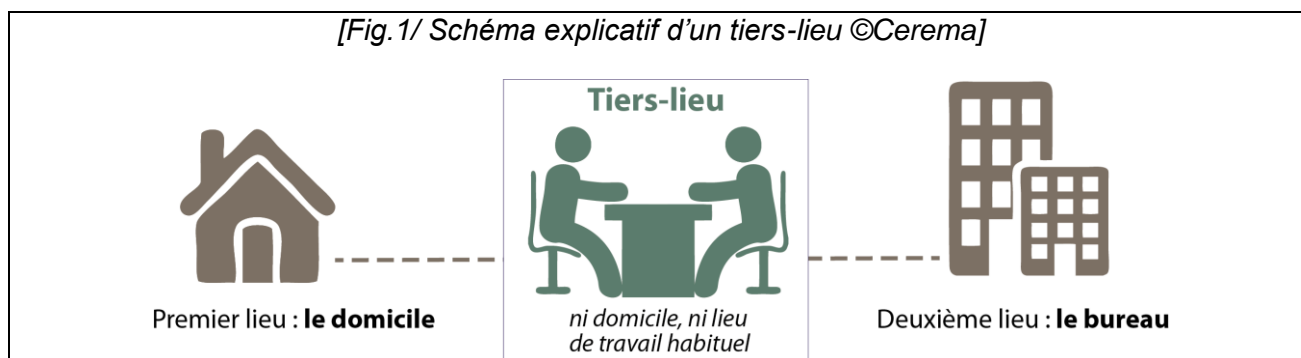 [Fig.1/ Schéma explicatif d'un tiers-lieu ©Cerema]
Tiers-lieu
Premier lieu : le domicile
ni domicile, ni lieu
de travail habituel
Deuxième lieu : le bureau